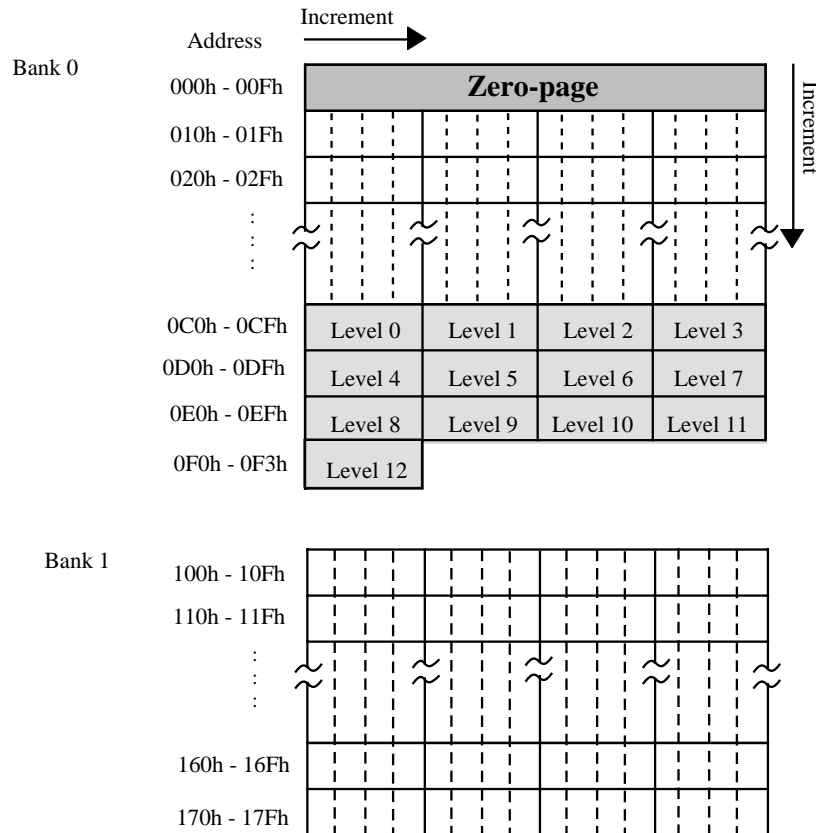 Increment
Address
Bank 0
000h - 00Fh Zero-page
Increment
010h - 01Fh
020h - 02Fh
0C0h - 0CFh Level 0 Level 1 Level 2 Level 3
0D0h - 0DFh Level 4 Level 5 Level 6 Level 7
0E0h - 0EFh Level 8 Level 9 Level 10 Level 11
0F0h - 0F3h Level 12
Bank 1
100h - 10Fh
110h - 11Fh
160h - 16Fh
170h - 17Fh